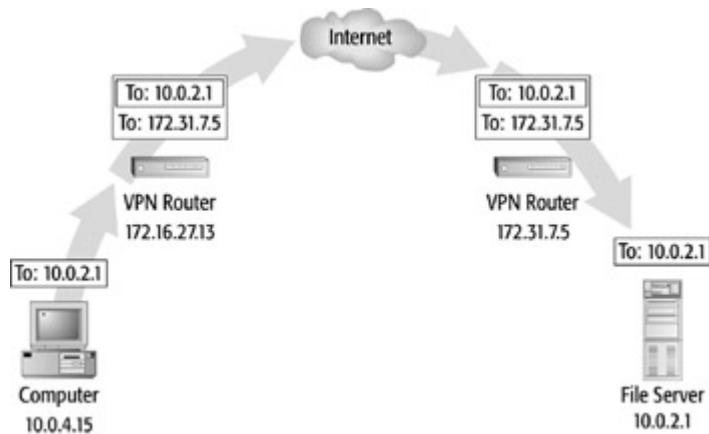 Internet
To: 10.0.2.1
To: 172.31.7.5
VPN Router
172.16.27.13
To: 10.0.2.1
To: 172.31.7.5
VPN Router
172.31.7.5
To: 10.0.2.1
Computer
10.0.4.15
To: 10.0.2.1
File Server
10.0.2.1